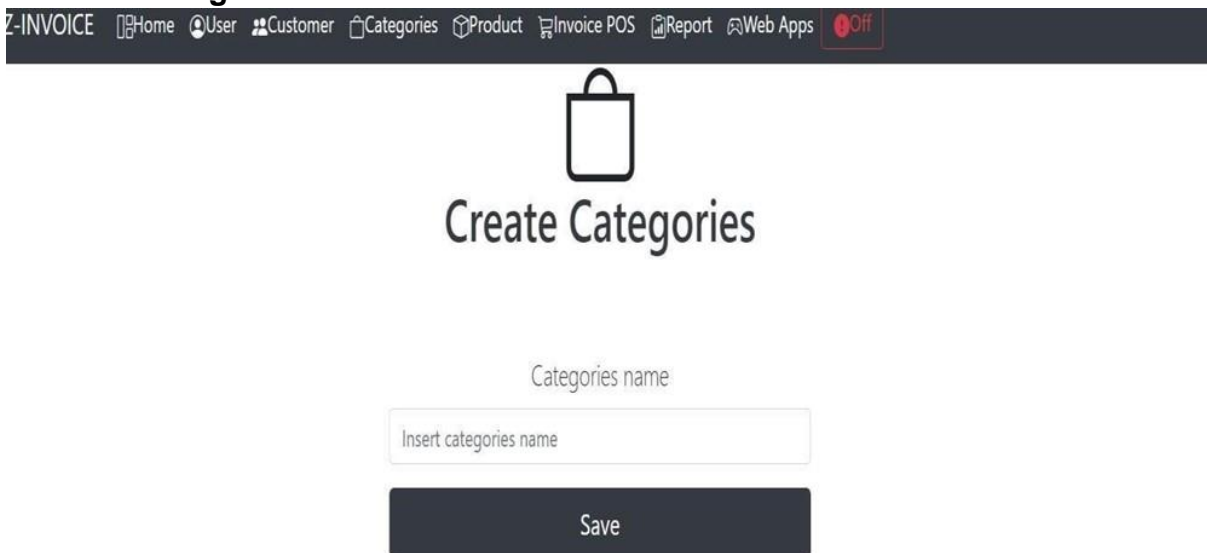 Z-INVOICE Home User Customer Categories Product Invoice POS Report Web Apps Off
Create Categories
Categories name
Insert categories name
Save